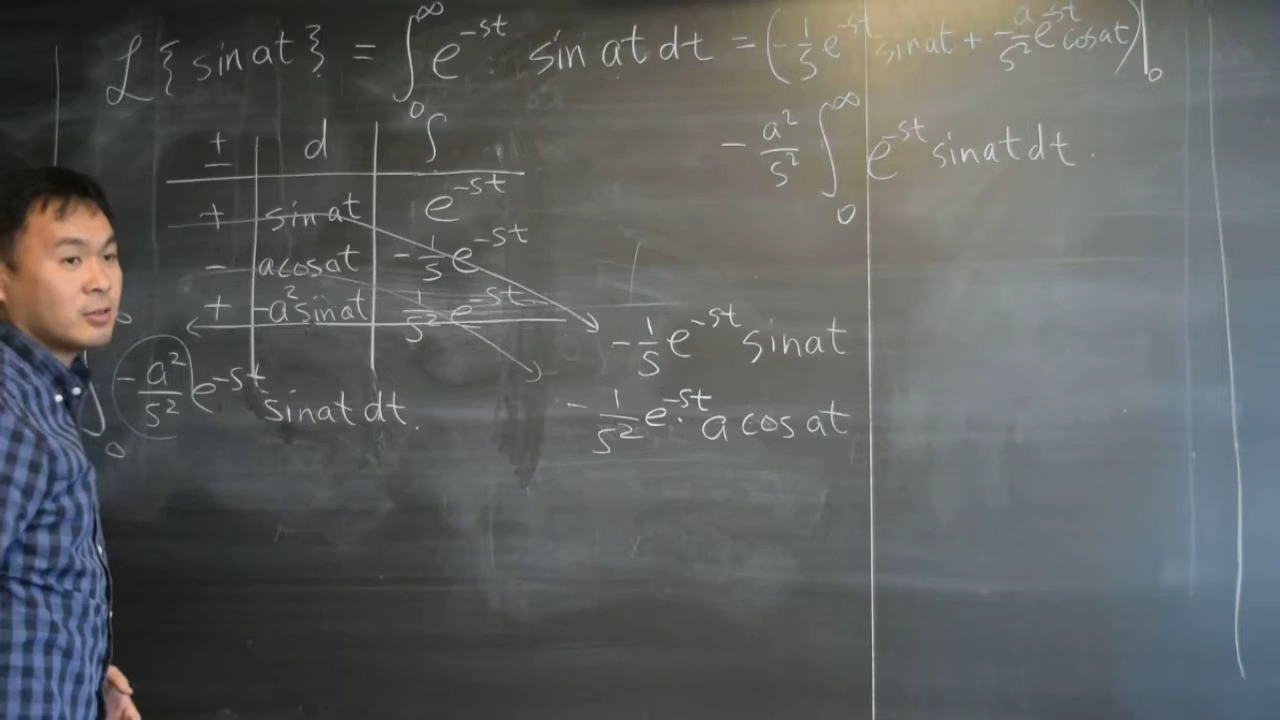 ℒ{sin at} = ∫₀^∞ e^{-st} · sin at dt = (-1/s e^{-st} sin at + -a/s² e^{-st} cos at)|₀
- a²/s² ∫₀^∞ e^{-st} sin at dt.
± d ∫
+ sin at e^{-st}
- a cos at -1/s e^{-st}
+ -a² sin at 1/s² e^{-st}
-1/s e^{-st} sin at
∫₀ -a²/s² e^{-st} sin at dt.
- 1/s² e^{-st} · a cos at